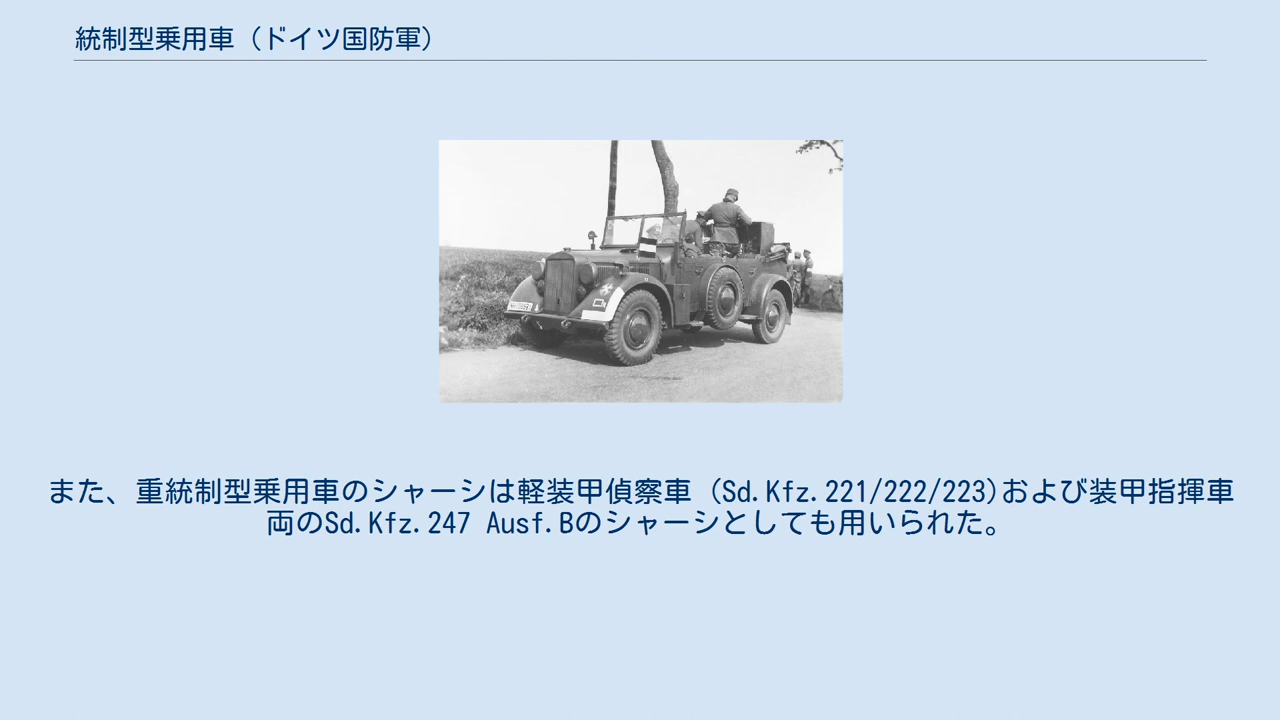 統制型乗用車（ドイツ国防軍）
また、重統制型乗用車のシャーシは軽装甲偵察車（Sd.Kfz.221/222/223)および装甲指揮車
両のSd.Kfz.247 Ausf.Bのシャーシとしても用いられた。